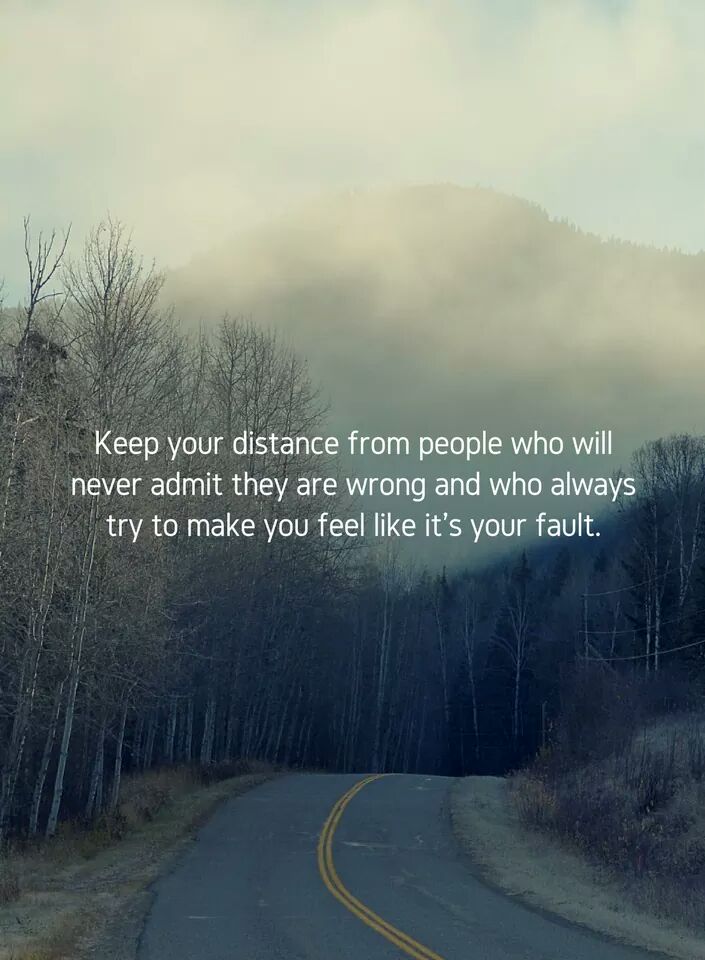 Keep your distance from people who will
never admit they are wrong and who always
try to make you feel like it's your fault.